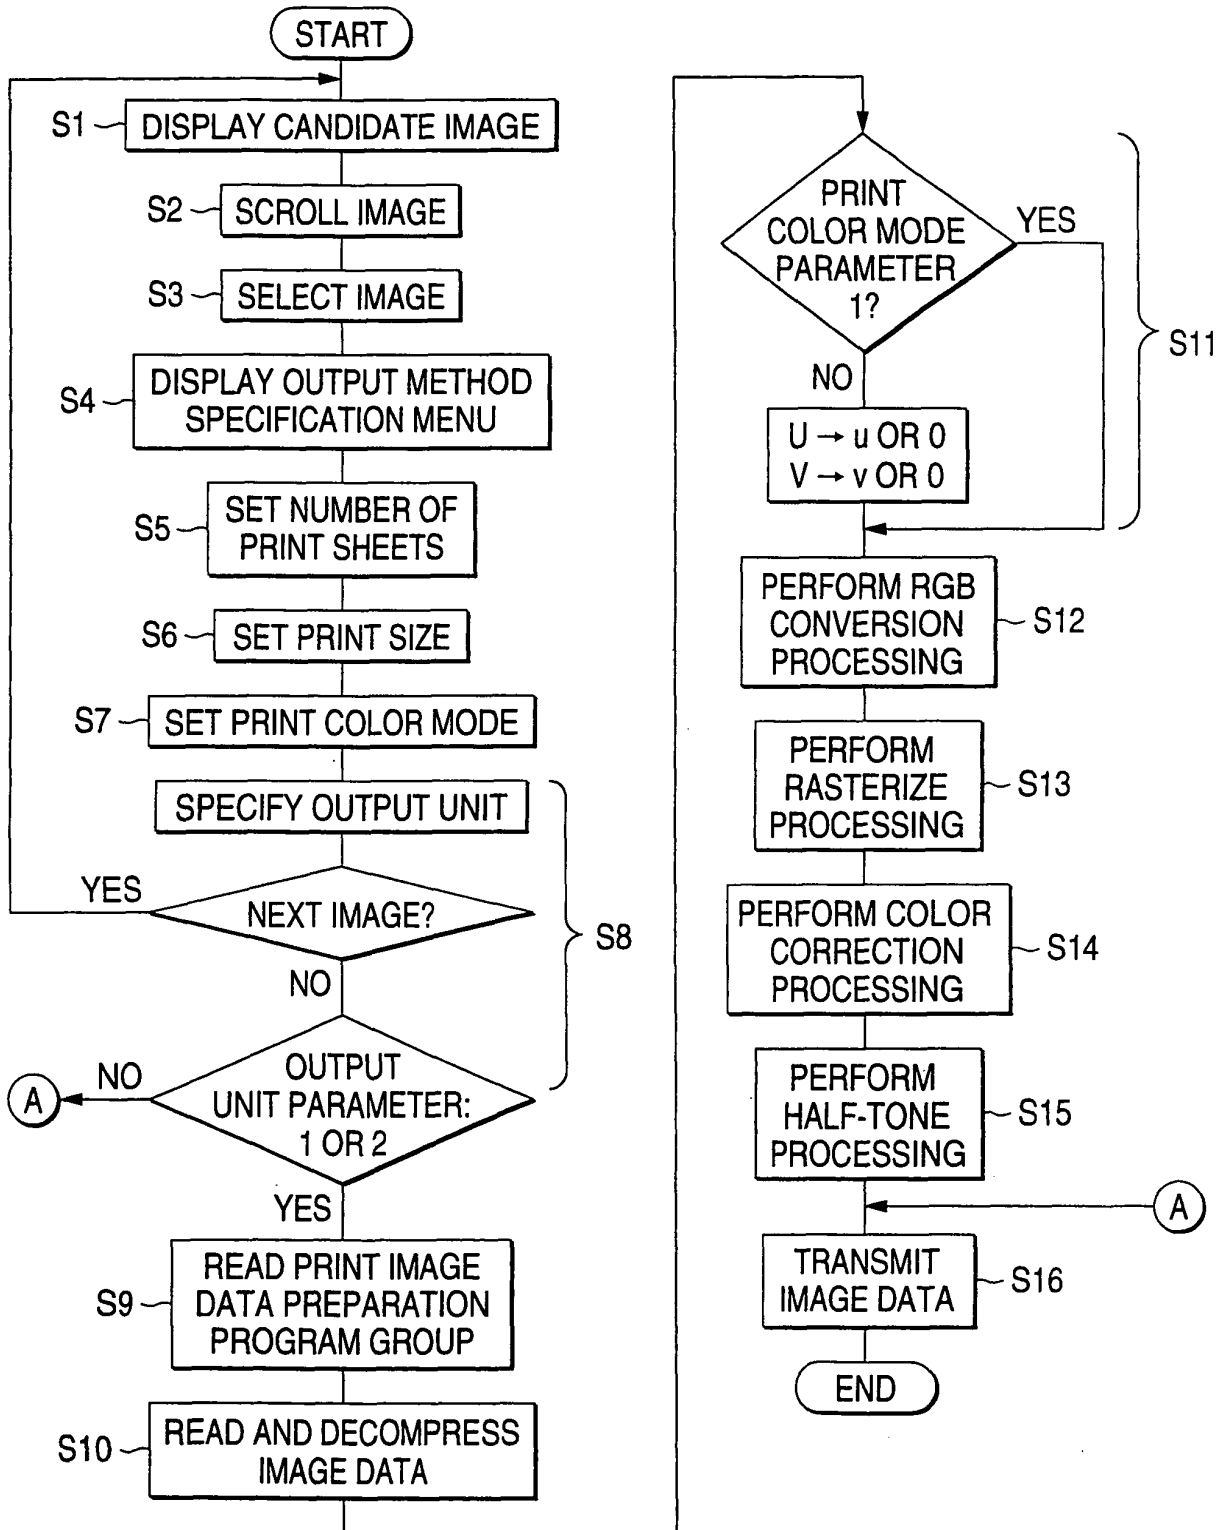 START
S1
DISPLAY CANDIDATE IMAGE
S2
SCROLL IMAGE
S3
SELECT IMAGE
S4
DISPLAY OUTPUT METHOD
SPECIFICATION MENU
S5
SET NUMBER OF
PRINT SHEETS
S6
SET PRINT SIZE
S7
SET PRINT COLOR MODE
SPECIFY OUTPUT UNIT
YES
NEXT IMAGE?
S8
NO
NO
A
OUTPUT
UNIT PARAMETER:
1 OR 2
YES
S9
READ PRINT IMAGE
DATA PREPARATION
PROGRAM GROUP
S10
READ AND DECOMPRESS
IMAGE DATA
PRINT
COLOR MODE
PARAMETER
1?
YES
S11
NO
U → u OR 0
V → v OR 0
PERFORM RGB
CONVERSION
PROCESSING
S12
PERFORM
RASTERIZE
PROCESSING
S13
PERFORM COLOR
CORRECTION
PROCESSING
S14
PERFORM
HALF-TONE
PROCESSING
S15
A
TRANSMIT
IMAGE DATA
S16
END